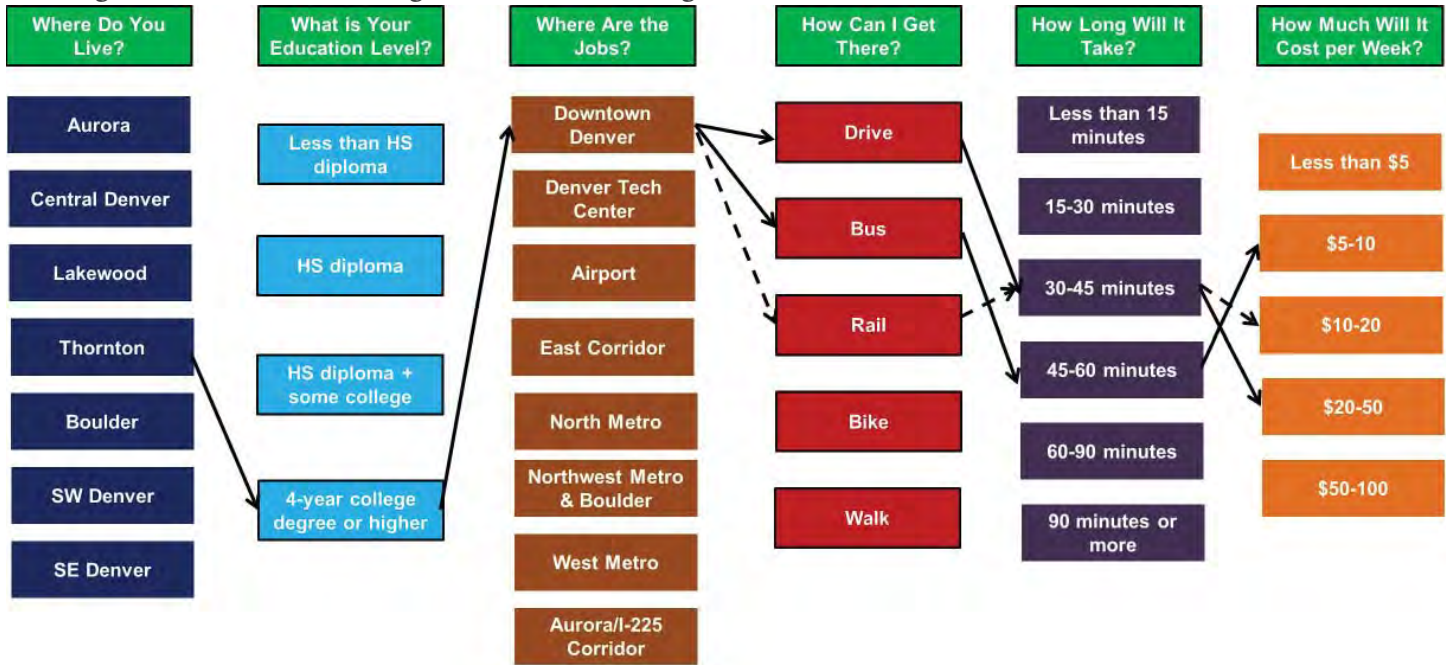 Where Do You
Live?
What is Your
Education Level?
Where Are the
Jobs?
How Can I Get
There?
How Long Will It
Take?
How Much Will It
Cost per Week?
Aurora
Central Denver
Lakewood
Thornton
Boulder
SW Denver
SE Denver
Less than HS
diploma
HS diploma
HS diploma +
some college
4-year college
degree or higher
Downtown
Denver
Denver Tech
Center
Airport
East Corridor
North Metro
Northwest Metro
& Boulder
West Metro
Aurora/I-225
Corridor
Drive
Bus
Rail
Bike
Walk
Less than 15
minutes
15-30 minutes
30-45 minutes
45-60 minutes
60-90 minutes
90 minutes or
more
Less than $5
$5-10
$10-20
$20-50
$50-100